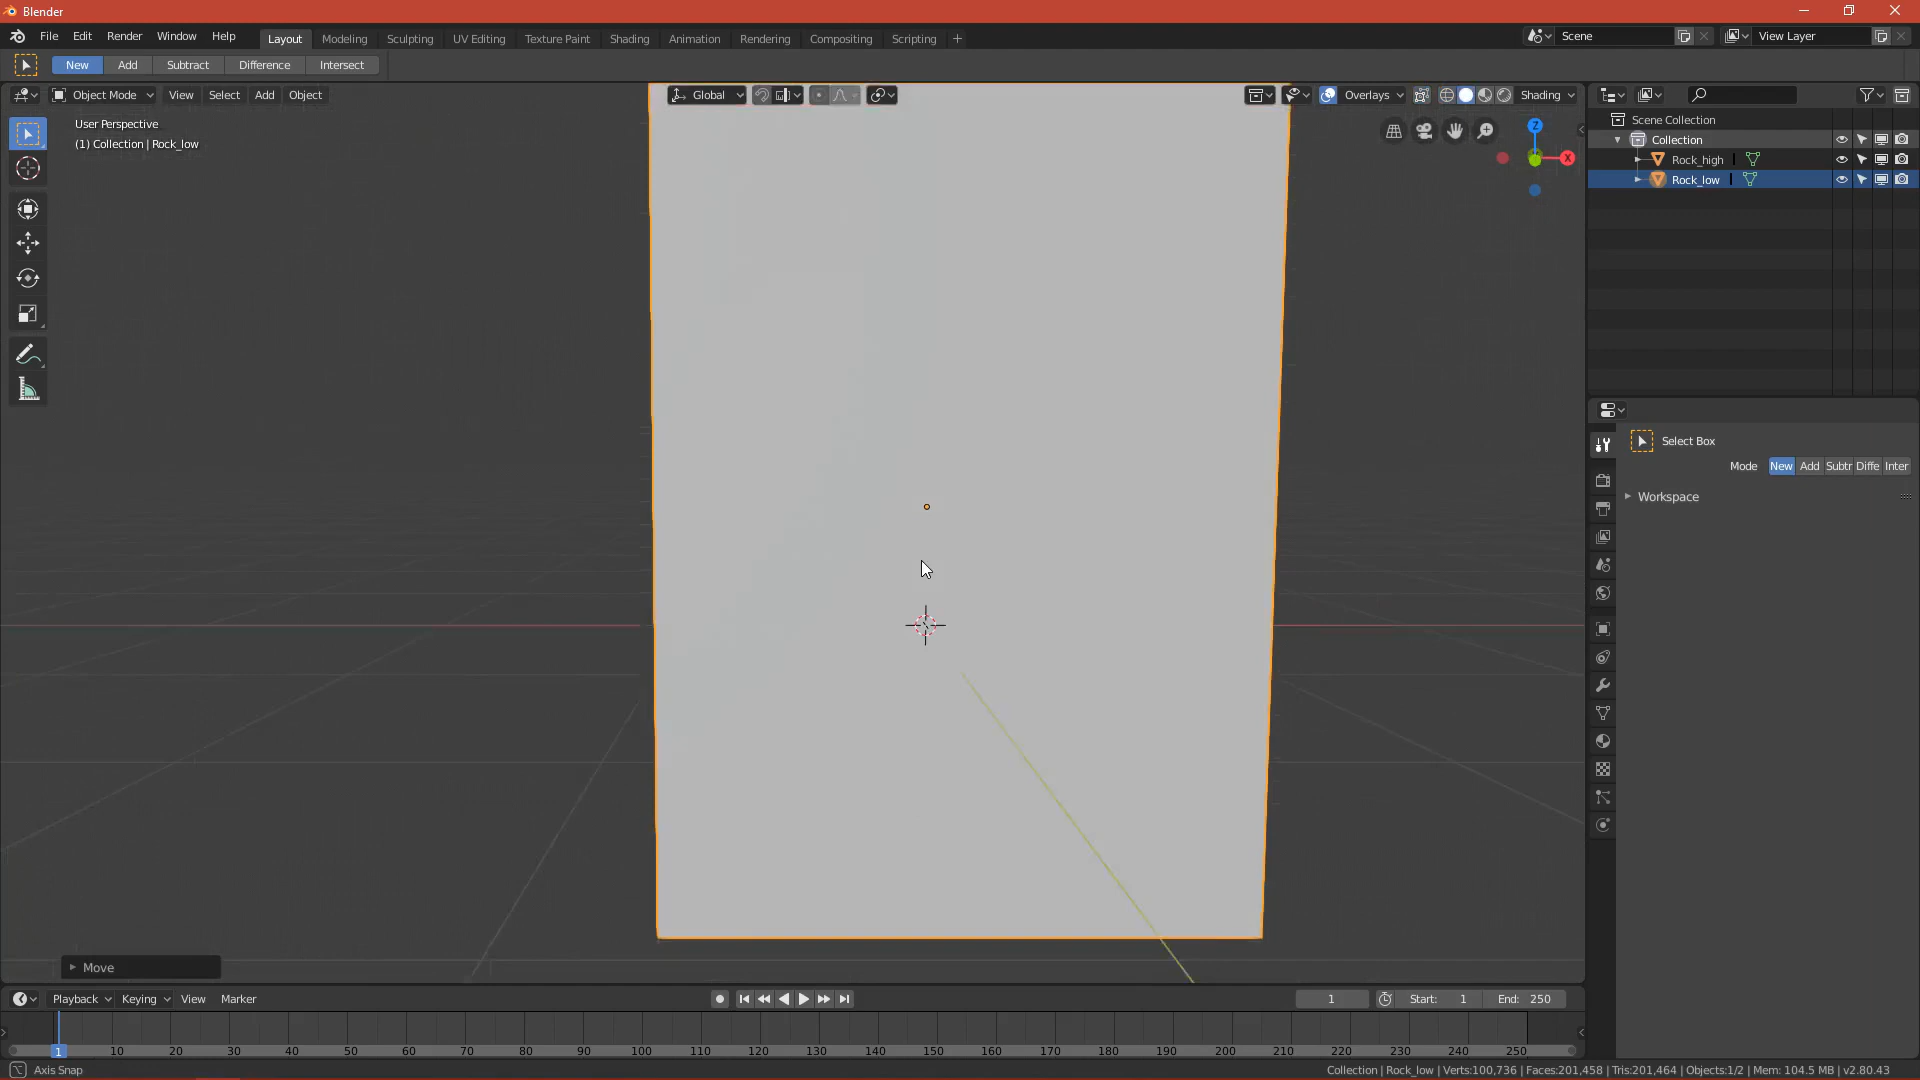 Blender
File Edit Render Window Help Layout Modeling Sculpting UV Editing Texture Paint Shading Animation Rendering Compositing Scripting + Scene View Layer
New Add Subtract Difference Intersect
Object Mode View Select Add Object Global Overlays Shading
User Perspective
(1) Collection | Rock_low
Z
X
Scene Collection
Collection
Rock_high
Rock_low
Select Box
Mode New Add Subtr Diffe Inter
Workspace
Move
Playback Keying View Marker 1 Start: 1 End: 250
1 10 20 30 40 50 60 70 80 90 100 110 120 130 140 150 160 170 180 190 200 210 220 230 240 250
Axis Snap
Collection | Rock_low | Verts:100,736 | Faces:201,458 | Tris:201,464 | Objects:1/2 | Mem: 104.5 MB | v2.80.43